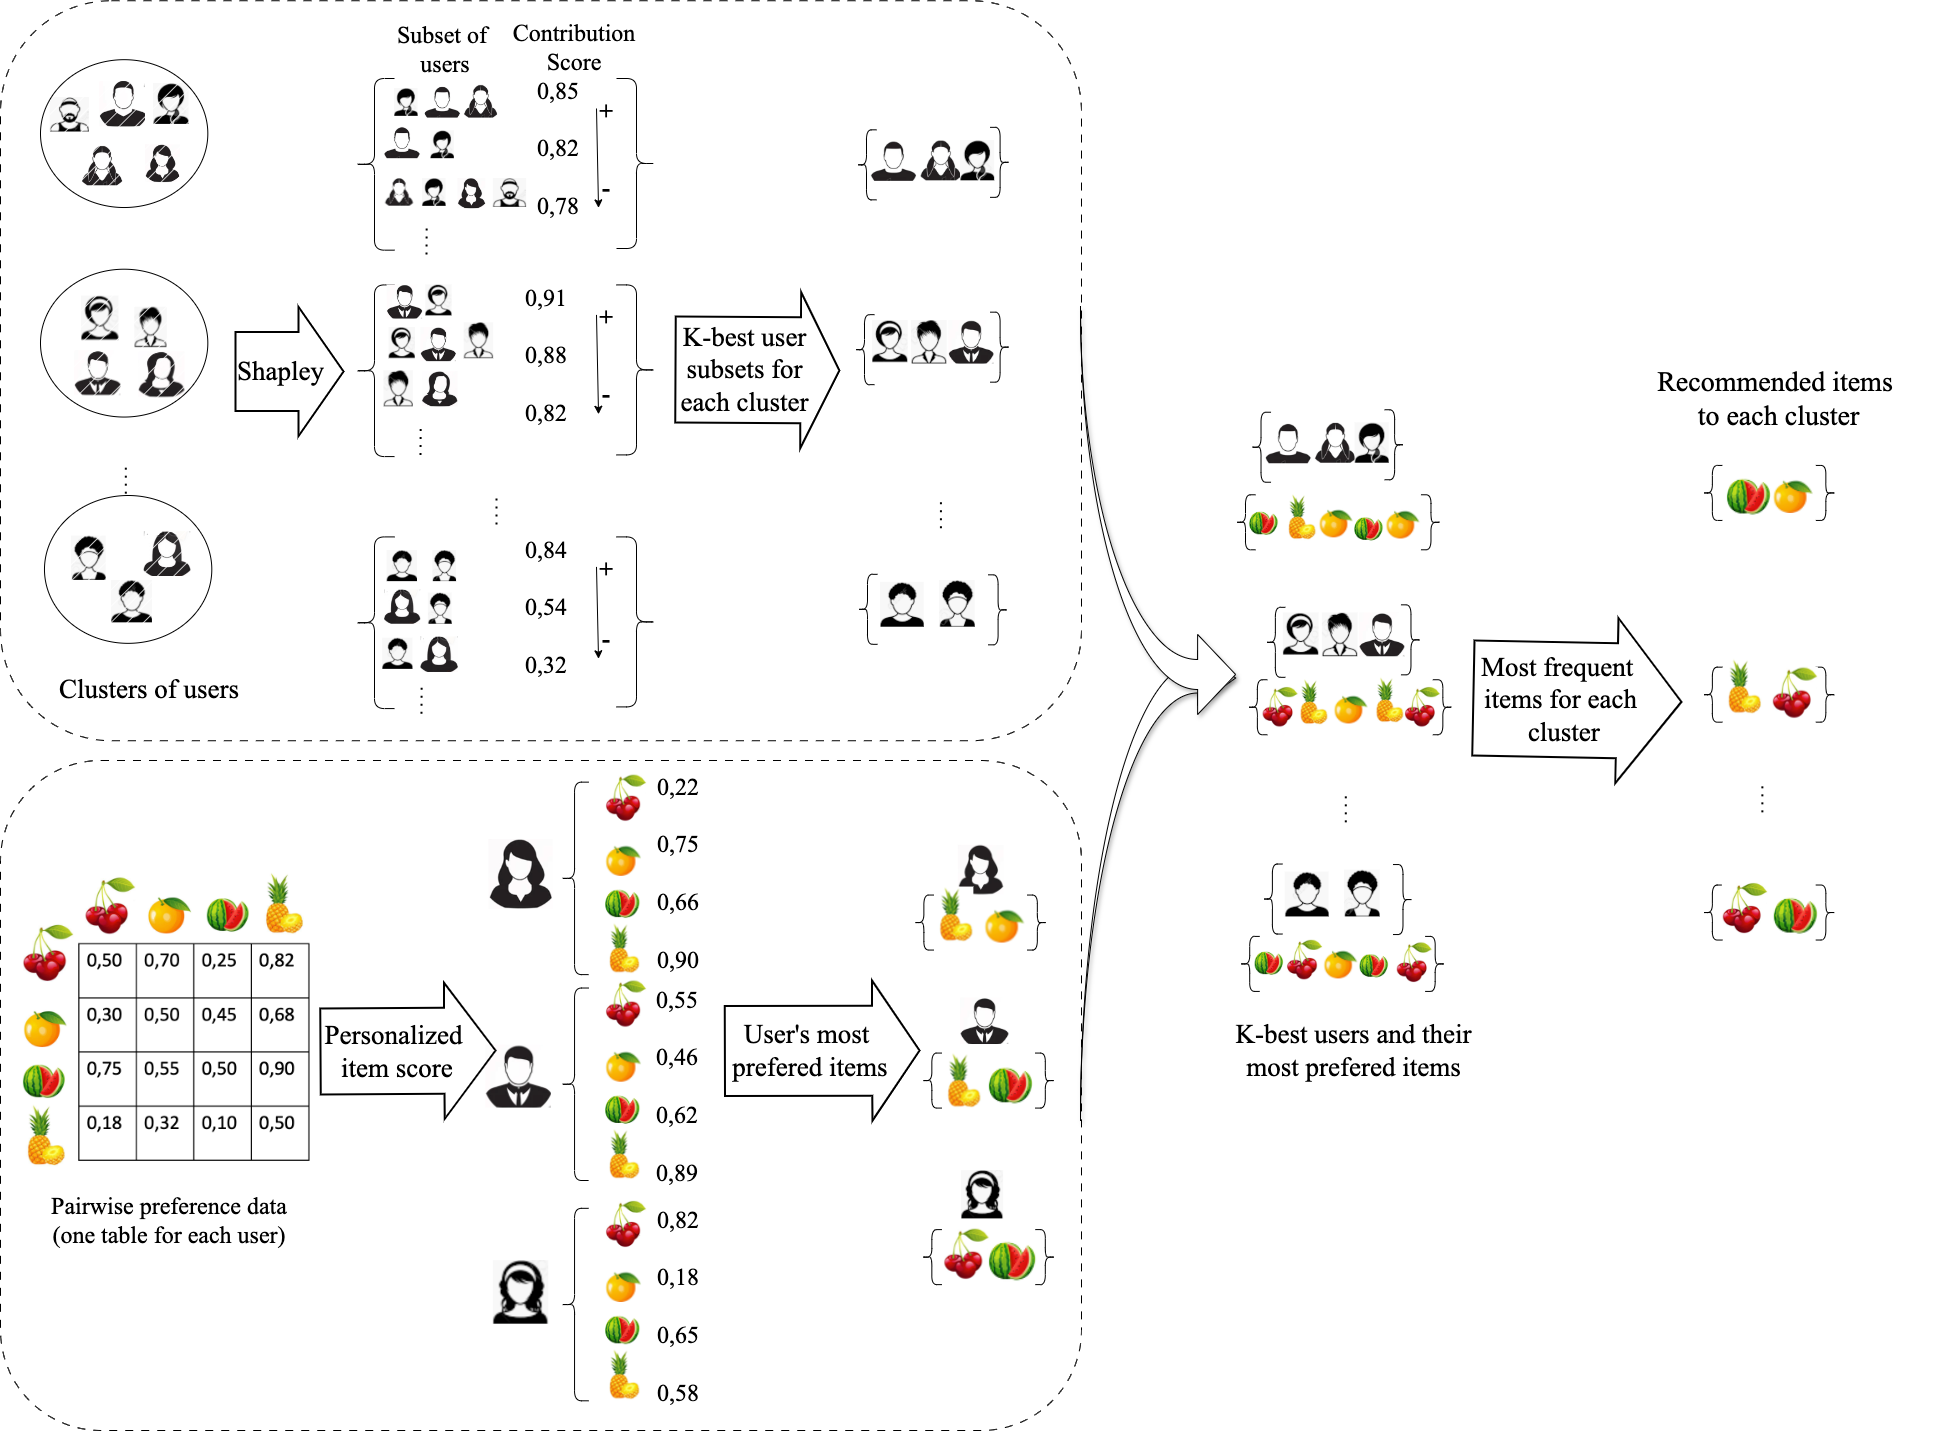 Subset of
users
Contribution
Score
0,85
+
0,82
-
0,78
0,91
+
0,88
-
0,82
Shapley
K-best user
subsets for
each cluster
0,84
+
0,54
-
0,32
Clusters of users
0,50 0,70 0,25 0,82
0,30 0,50 0,45 0,68
0,75 0,55 0,50 0,90
0,18 0,32 0,10 0,50
Pairwise preference data
(one table for each user)
Personalized
item score
0,22
0,75
0,66
0,90
0,55
0,46
0,62
0,89
0,82
0,18
0,65
0,58
User's most
prefered items
K-best users and their
most prefered items
Most frequent
items for each
cluster
Recommended items
to each cluster